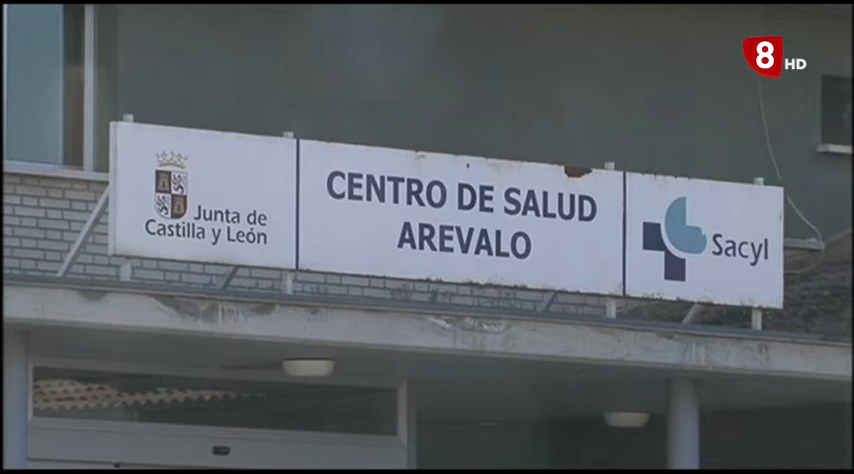 8 HD
Junta de
Castilla y León
CENTRO DE SALUD
AREVALO
Sacyl